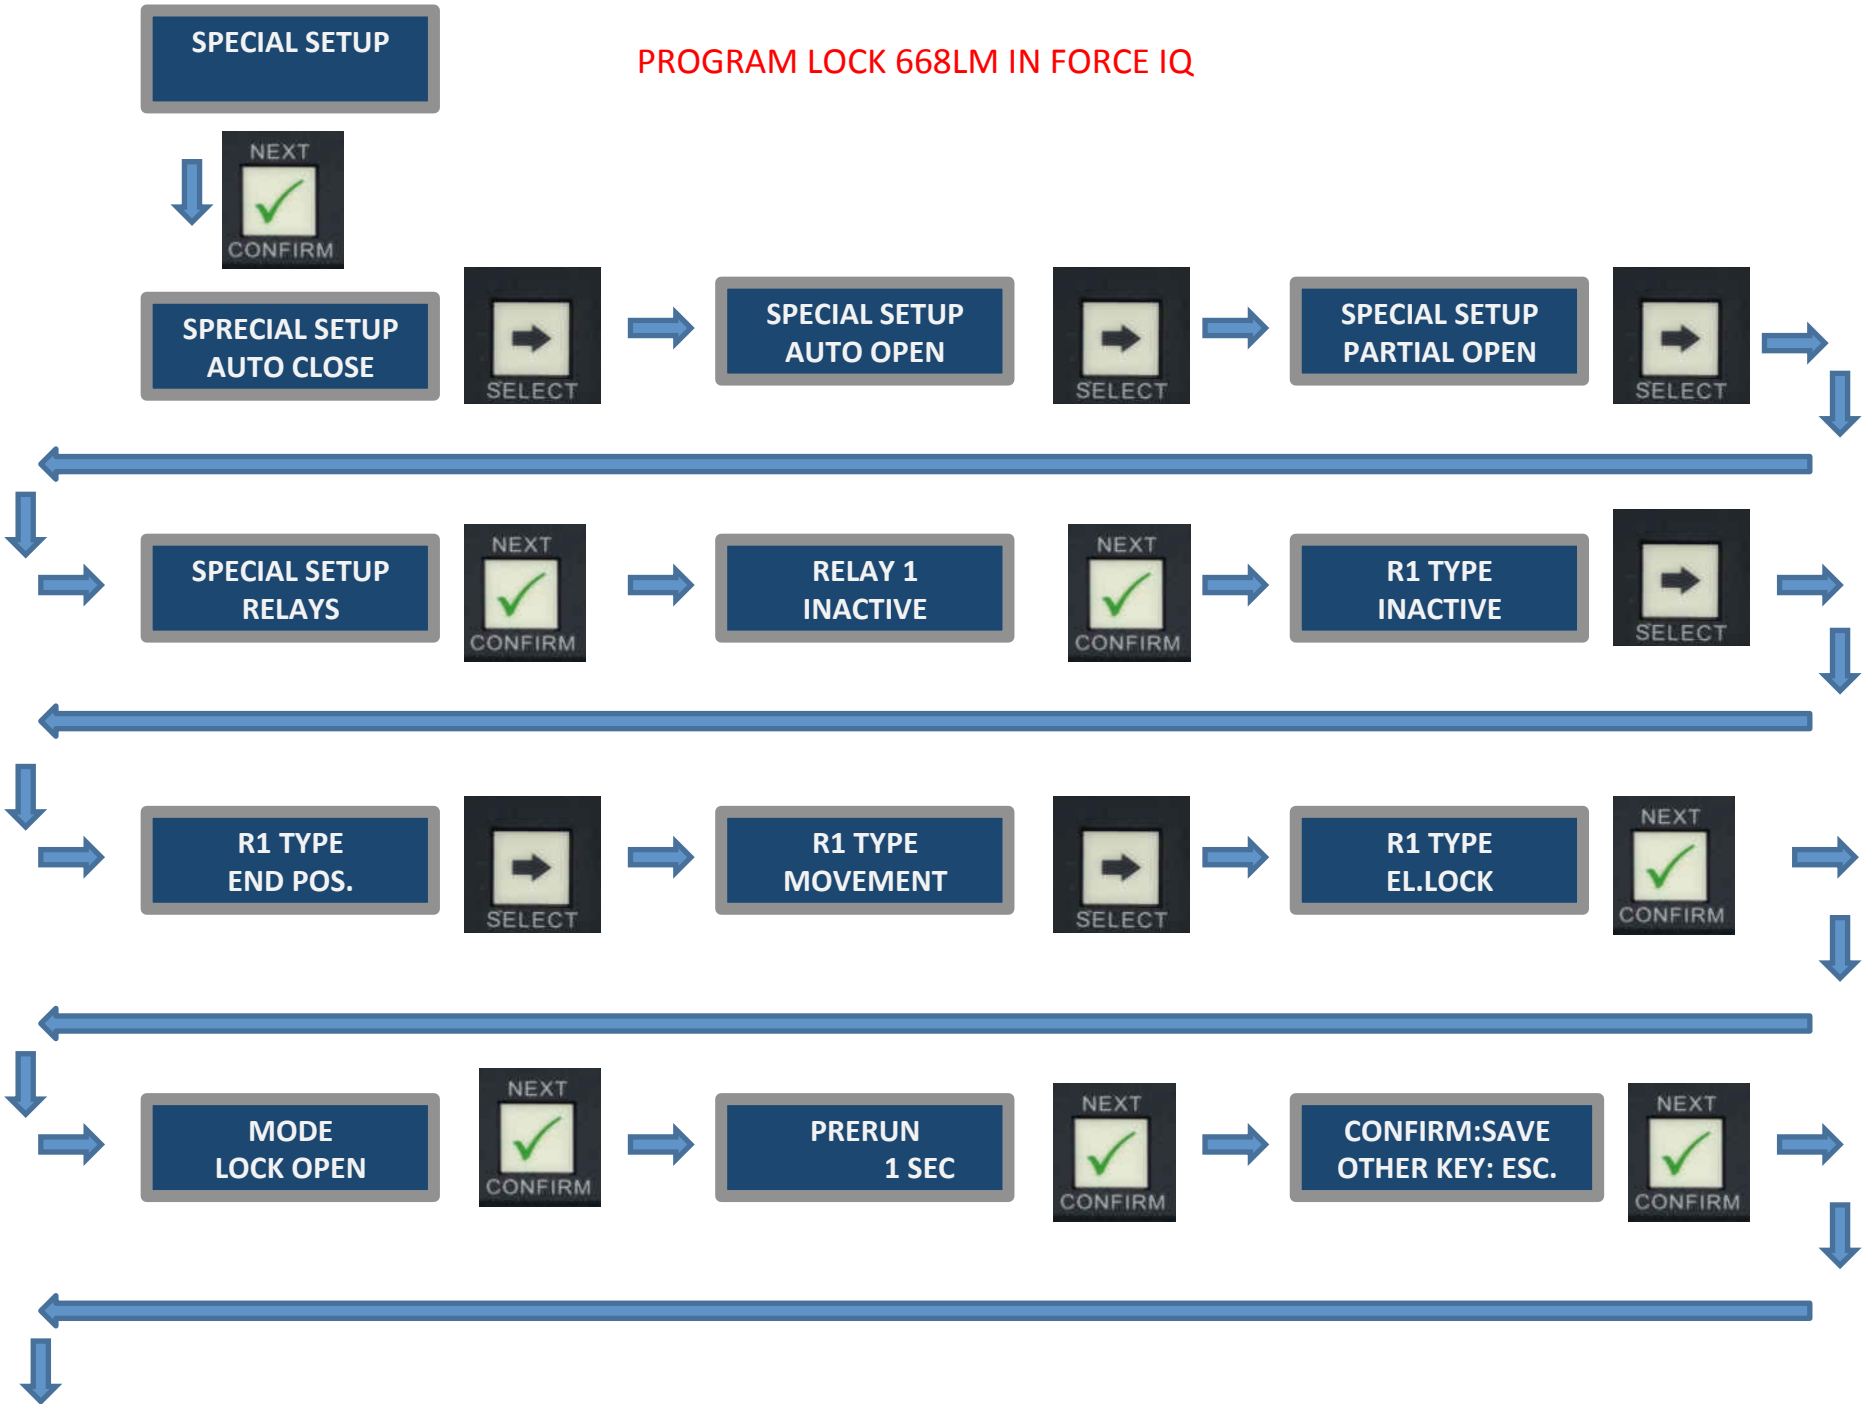 SPECIAL SETUP
PROGRAM LOCK 668LM IN FORCE IQ
NEXT
CONFIRM
SPRECIAL SETUP
AUTO CLOSE
SELECT
SPECIAL SETUP
AUTO OPEN
SELECT
SPECIAL SETUP
PARTIAL OPEN
SELECT
SPECIAL SETUP
RELAYS
NEXT
CONFIRM
RELAY 1
INACTIVE
NEXT
CONFIRM
R1 TYPE
INACTIVE
SELECT
R1 TYPE
END POS.
SELECT
R1 TYPE
MOVEMENT
SELECT
R1 TYPE
EL.LOCK
NEXT
CONFIRM
MODE
LOCK OPEN
NEXT
CONFIRM
PRERUN
1 SEC
NEXT
CONFIRM
CONFIRM:SAVE
OTHER KEY: ESC.
NEXT
CONFIRM